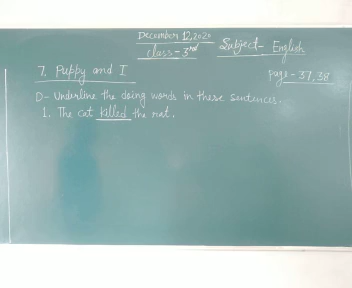 December 12,2020
Class-3rd
Subject- English
7, Puppy and I
page-37,38
D- Underline the doing words in these sentences.
1. The cat killed the rat.